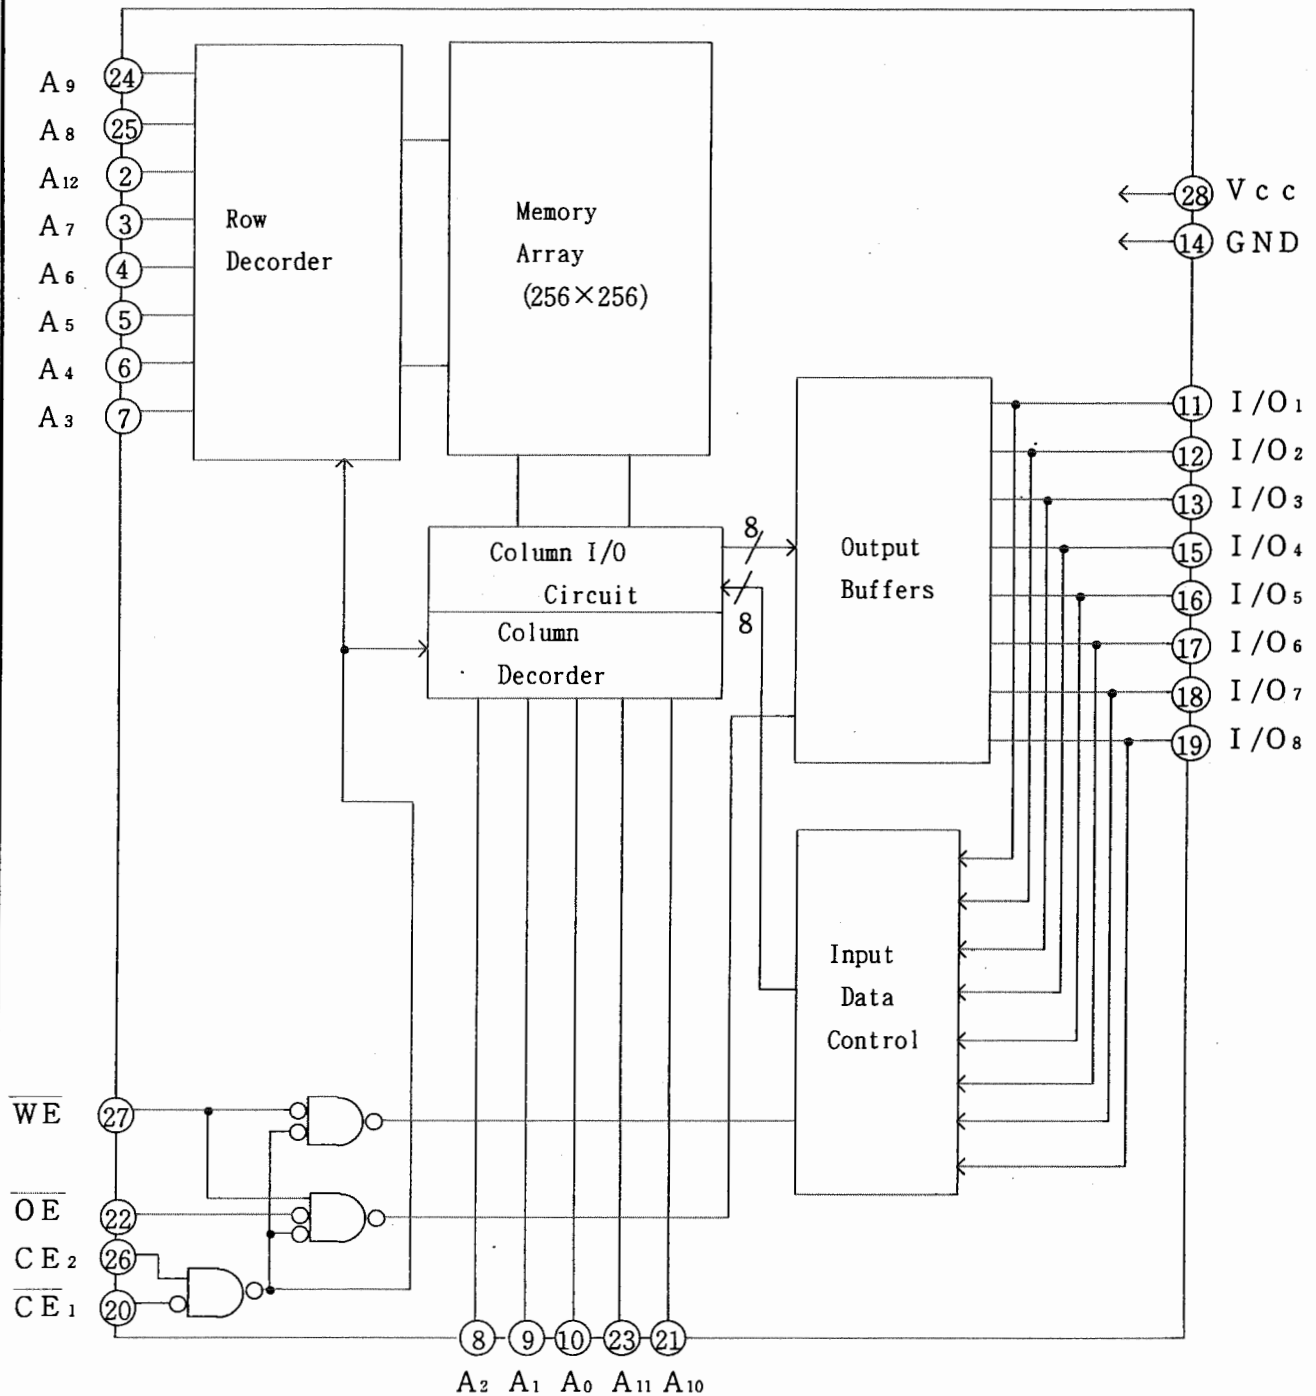 A9 24
A8 25
A12 2
A7 3
A6 4
A5 5
A4 6
A3 7
Row
Decorder
Memory
Array
(256×256)
28 Vcc
14 GND
11 I/O1
12 I/O2
13 I/O3
15 I/O4
16 I/O5
17 I/O6
18 I/O7
19 I/O8
Column I/O
Circuit
Column
Decorder
8
8
Output
Buffers
Input
Data
Control
W̅E̅ 27
O̅E̅ 22
CE2 26
C̅E̅1 20
8 9 10 23 21
A2 A1 A0 A11 A10